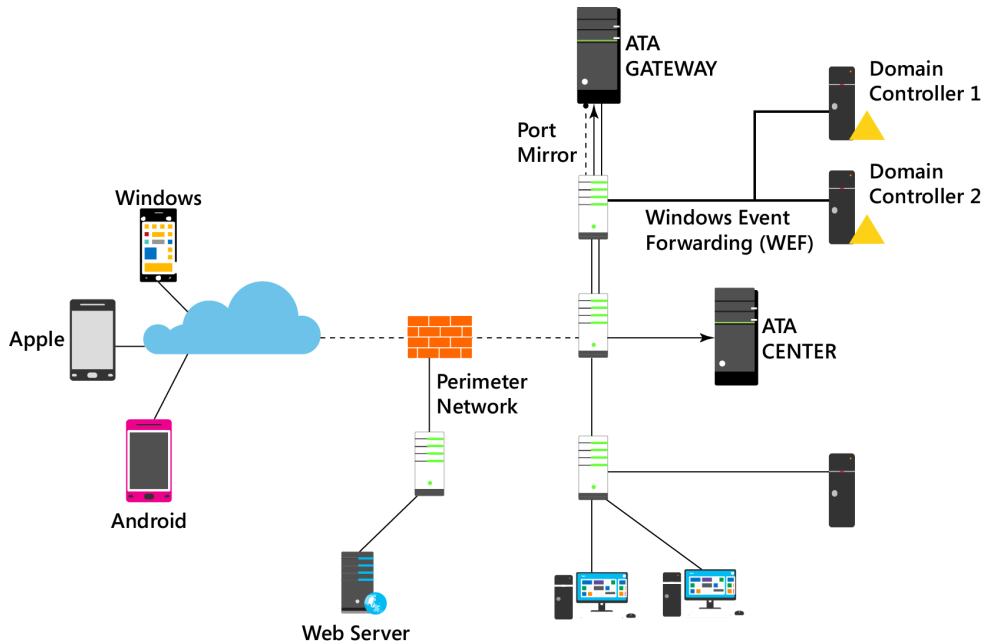 ATA
GATEWAY
Domain
Controller 1
Port
Mirror
Domain
Controller 2
Windows
Windows Event
Forwarding (WEF)
Apple
ATA
CENTER
Perimeter
Network
Android
Web Server